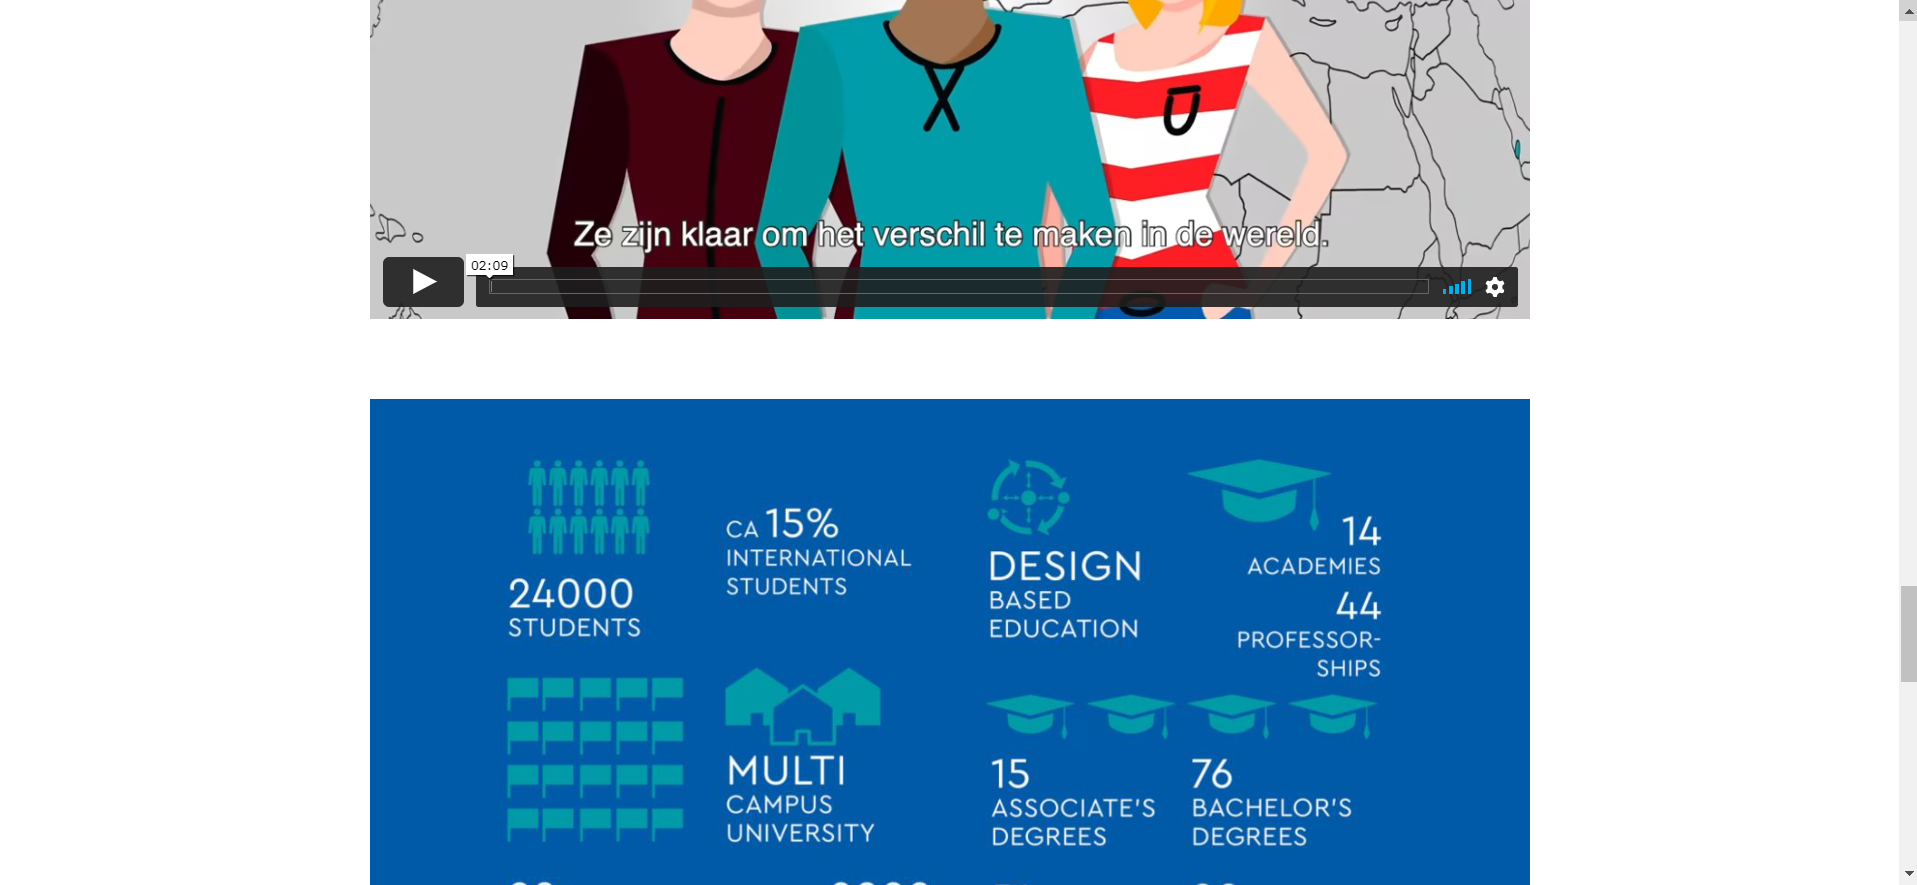 Ze zijn klaar om het verschil te maken in de wereld.
02:09
24000
STUDENTS
CA 15%
INTERNATIONAL
STUDENTS
DESIGN
BASED
EDUCATION
14
ACADEMIES
44
PROFESSOR-
SHIPS
MULTI
CAMPUS
UNIVERSITY
15
ASSOCIATE'S
DEGREES
76
BACHELOR'S
DEGREES